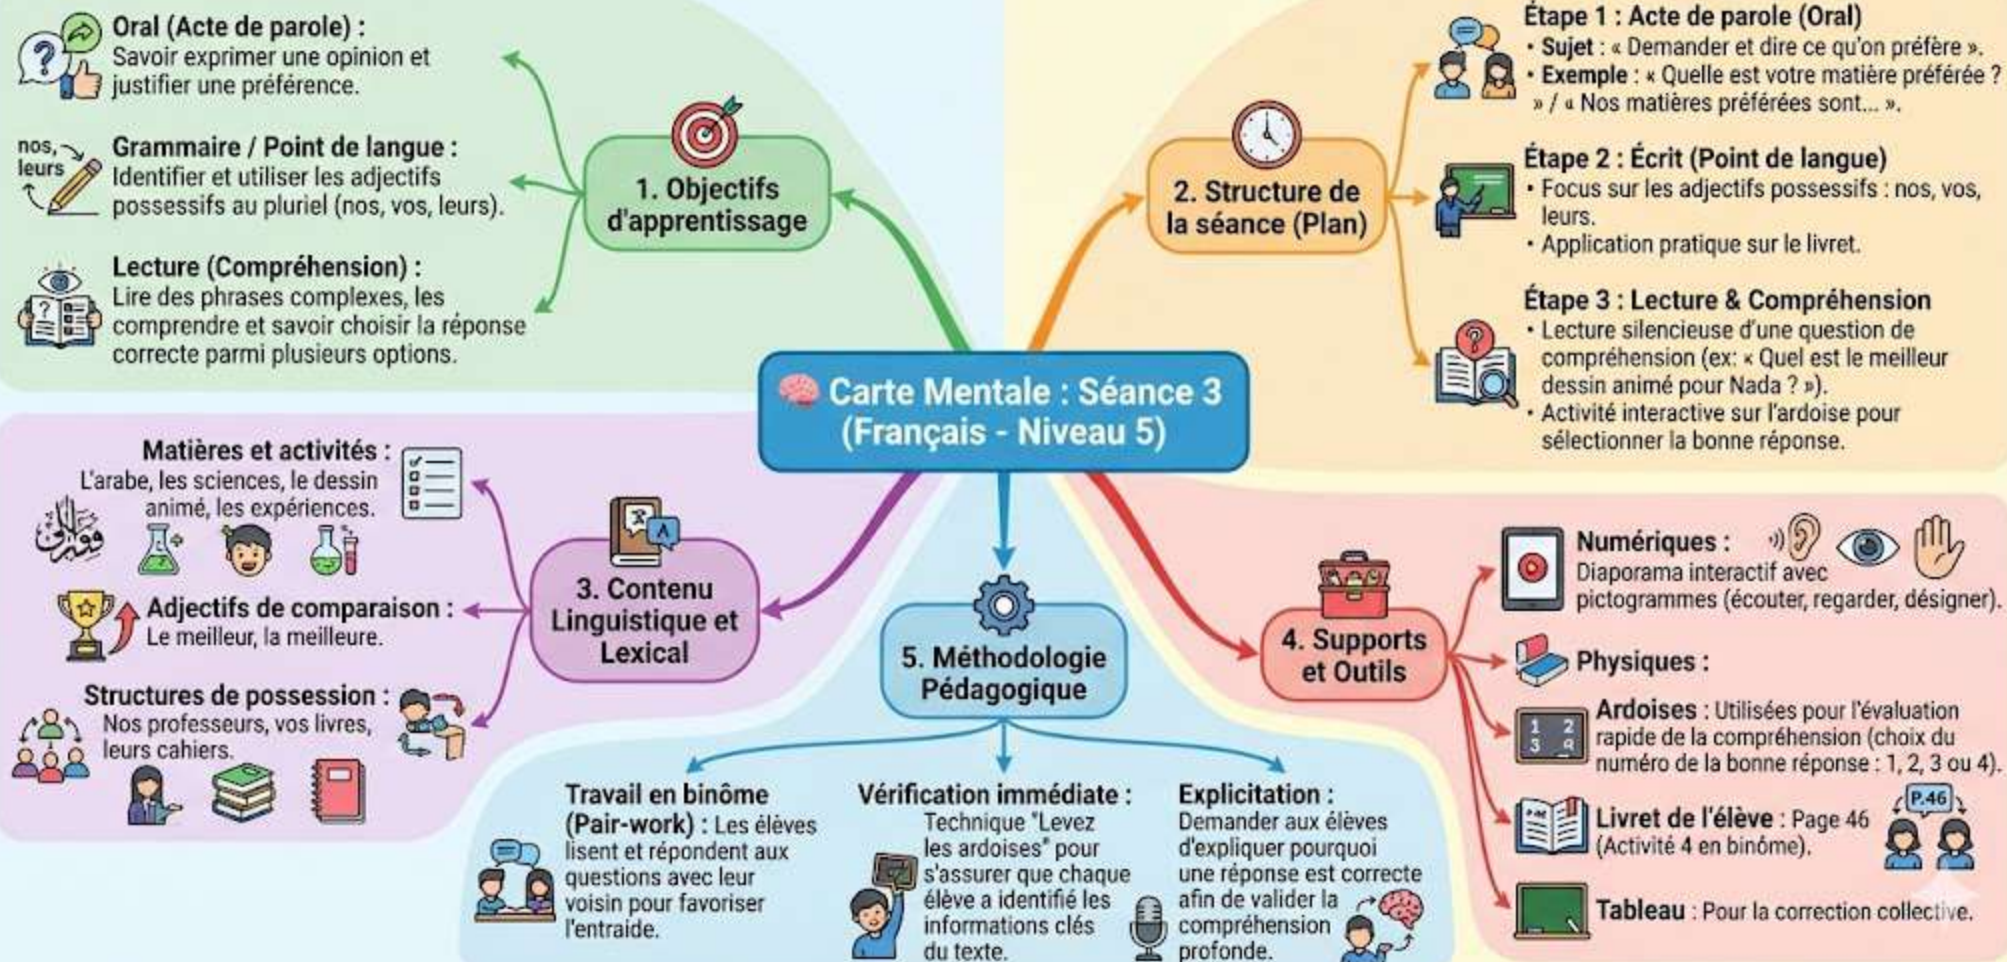 Carte Mentale : Séance 3
(Français - Niveau 5)
1. Objectifs
d'apprentissage
Oral (Acte de parole) :
Savoir exprimer une opinion et
justifier une préférence.
nos,
leurs
Grammaire / Point de langue :
Identifier et utiliser les adjectifs
possessifs au pluriel (nos, vos, leurs).
Lecture (Compréhension) :
Lire des phrases complexes, les
comprendre et savoir choisir la réponse
correcte parmi plusieurs options.
2. Structure de
la séance (Plan)
Étape 1 : Acte de parole (Oral)
• Sujet : « Demander et dire ce qu'on préfère ».
• Exemple : « Quelle est votre matière préférée ?
» / « Nos matières préférées sont... ».
Étape 2 : Écrit (Point de langue)
• Focus sur les adjectifs possessifs : nos, vos,
leurs.
• Application pratique sur le livret.
Étape 3 : Lecture & Compréhension
• Lecture silencieuse d'une question de
compréhension (ex: « Quel est le meilleur
dessin animé pour Nada ? »).
• Activité interactive sur l'ardoise pour
sélectionner la bonne réponse.
3. Contenu
Linguistique et
Lexical
Matières et activités :
L'arabe, les sciences, le dessin
animé, les expériences.
Adjectifs de comparaison :
Le meilleur, la meilleure.
Structures de possession :
Nos professeurs, vos livres,
leurs cahiers.
4. Supports
et Outils
Numériques :
Diaporama interactif avec
pictogrammes (écouter, regarder, désigner).
Physiques :
1 2
3 9
Ardoises : Utilisées pour l'évaluation
rapide de la compréhension (choix du
numéro de la bonne réponse : 1, 2, 3 ou 4).
Livret de l'élève : Page 46
(Activité 4 en binôme).
P.46
Tableau : Pour la correction collective.
5. Méthodologie
Pédagogique
Travail en binôme
(Pair-work) : Les élèves
lisent et répondent aux
questions avec leur
voisin pour favoriser
l'entraide.
Vérification immédiate :
Technique "Levez
les ardoises" pour
s'assurer que chaque
élève a identifié les
informations clés
du texte.
Explicitation :
Demander aux élèves
d'expliquer pourquoi
une réponse est correcte
afin de valider la
compréhension
profonde.